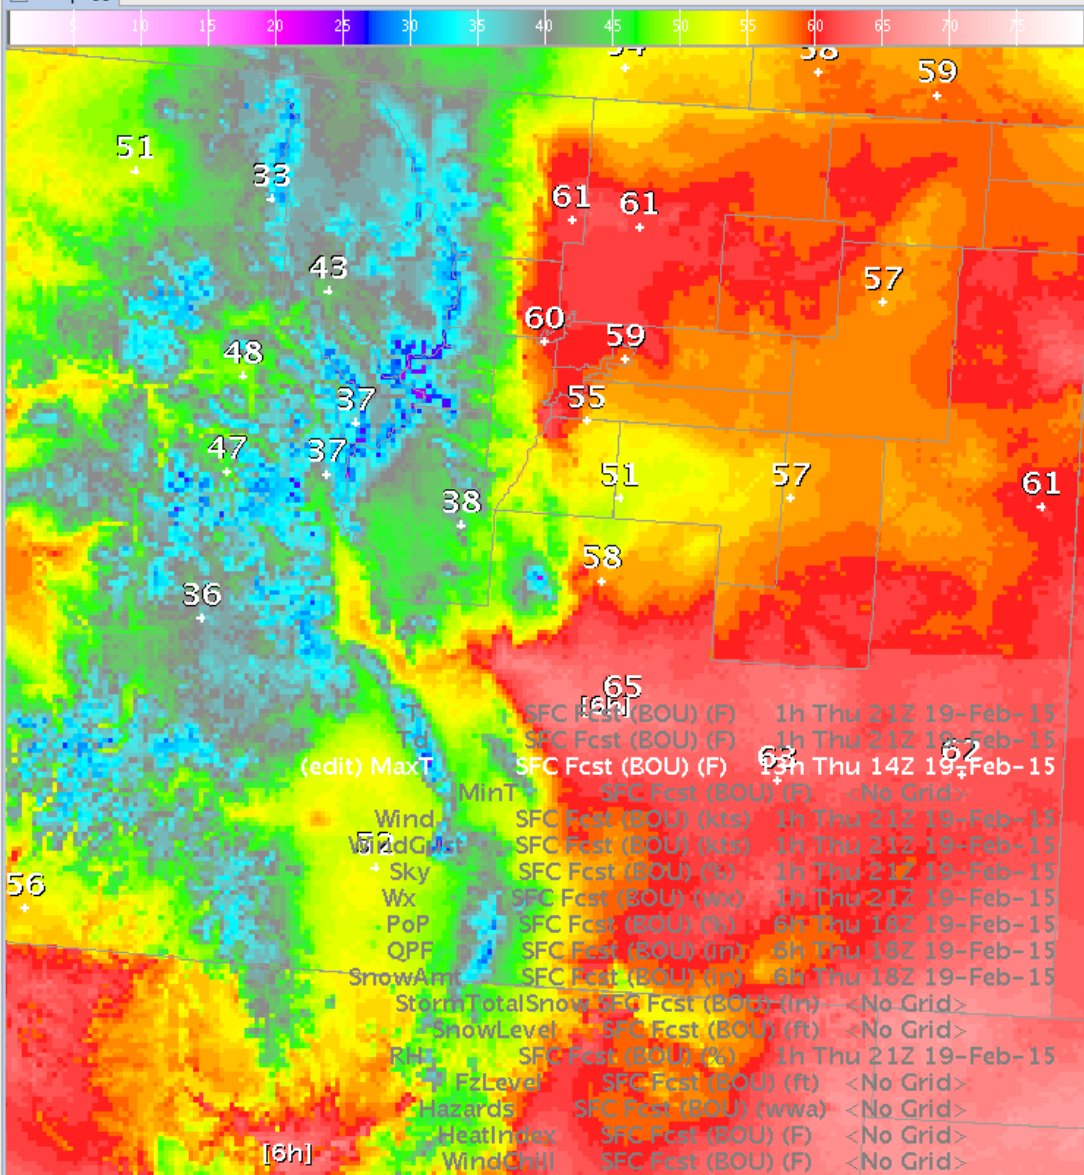 5 10 15 20 25 30 35 40 45 50 55 60 65 70 75
54 58
59
51
33
61 61
43
57
60
59
48
37 55
47 37
51 57
61
38
58
36
65
[6h]
T SFC Fcst (BOU) (F) 1h Thu 21Z 19-Feb-15
Td SFC Fcst (BOU) (F) 1h Thu 21Z 19-Feb-15
63 62
(edit) MaxT SFC Fcst (BOU) (F) 13h Thu 14Z 19-Feb-15
MinT SFC Fcst (BOU) (F) <No Grid>
Wind SFC Fcst (BOU) (kts) 1h Thu 21Z 19-Feb-15
52
WindGust SFC Fcst (BOU) (kts) 1h Thu 21Z 19-Feb-15
Sky SFC Fcst (BOU) (%) 1h Thu 21Z 19-Feb-15
56
Wx SFC Fcst (BOU) (wx) 1h Thu 21Z 19-Feb-15
PoP SFC Fcst (BOU) (%) 6h Thu 18Z 19-Feb-15
QPF SFC Fcst (BOU) (in) 6h Thu 18Z 19-Feb-15
SnowAmt SFC Fcst (BOU) (in) 6h Thu 18Z 19-Feb-15
StormTotalSnow SFC Fcst (BOU) (in) <No Grid>
SnowLevel SFC Fcst (BOU) (ft) <No Grid>
RH SFC Fcst (BOU) (%) 1h Thu 21Z 19-Feb-15
FzLevel SFC Fcst (BOU) (ft) <No Grid>
Hazards SFC Fcst (BOU) (wwa) <No Grid>
HeatIndex SFC Fcst (BOU) (F) <No Grid>
[6h]
WindChill SFC Fcst (BOU) (F) <No Grid>